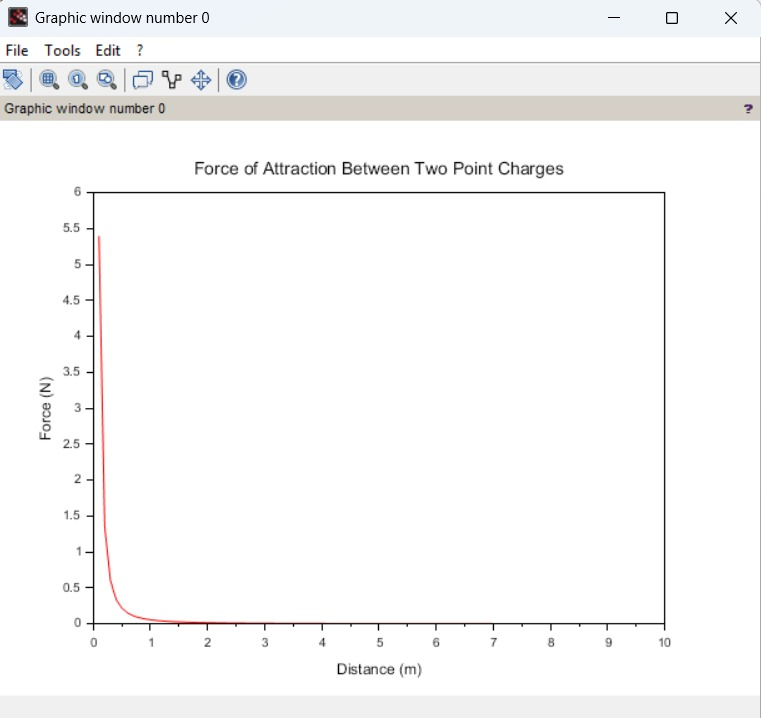 Graphic window number 0
File Tools Edit ?
Graphic window number 0 ?
Force of Attraction Between Two Point Charges
6
5.5
5
4.5
4
3.5
3
2.5
2
1.5
1
0.5
0
Force (N)
0 1 2 3 4 5 6 7 8 9 10
Distance (m)